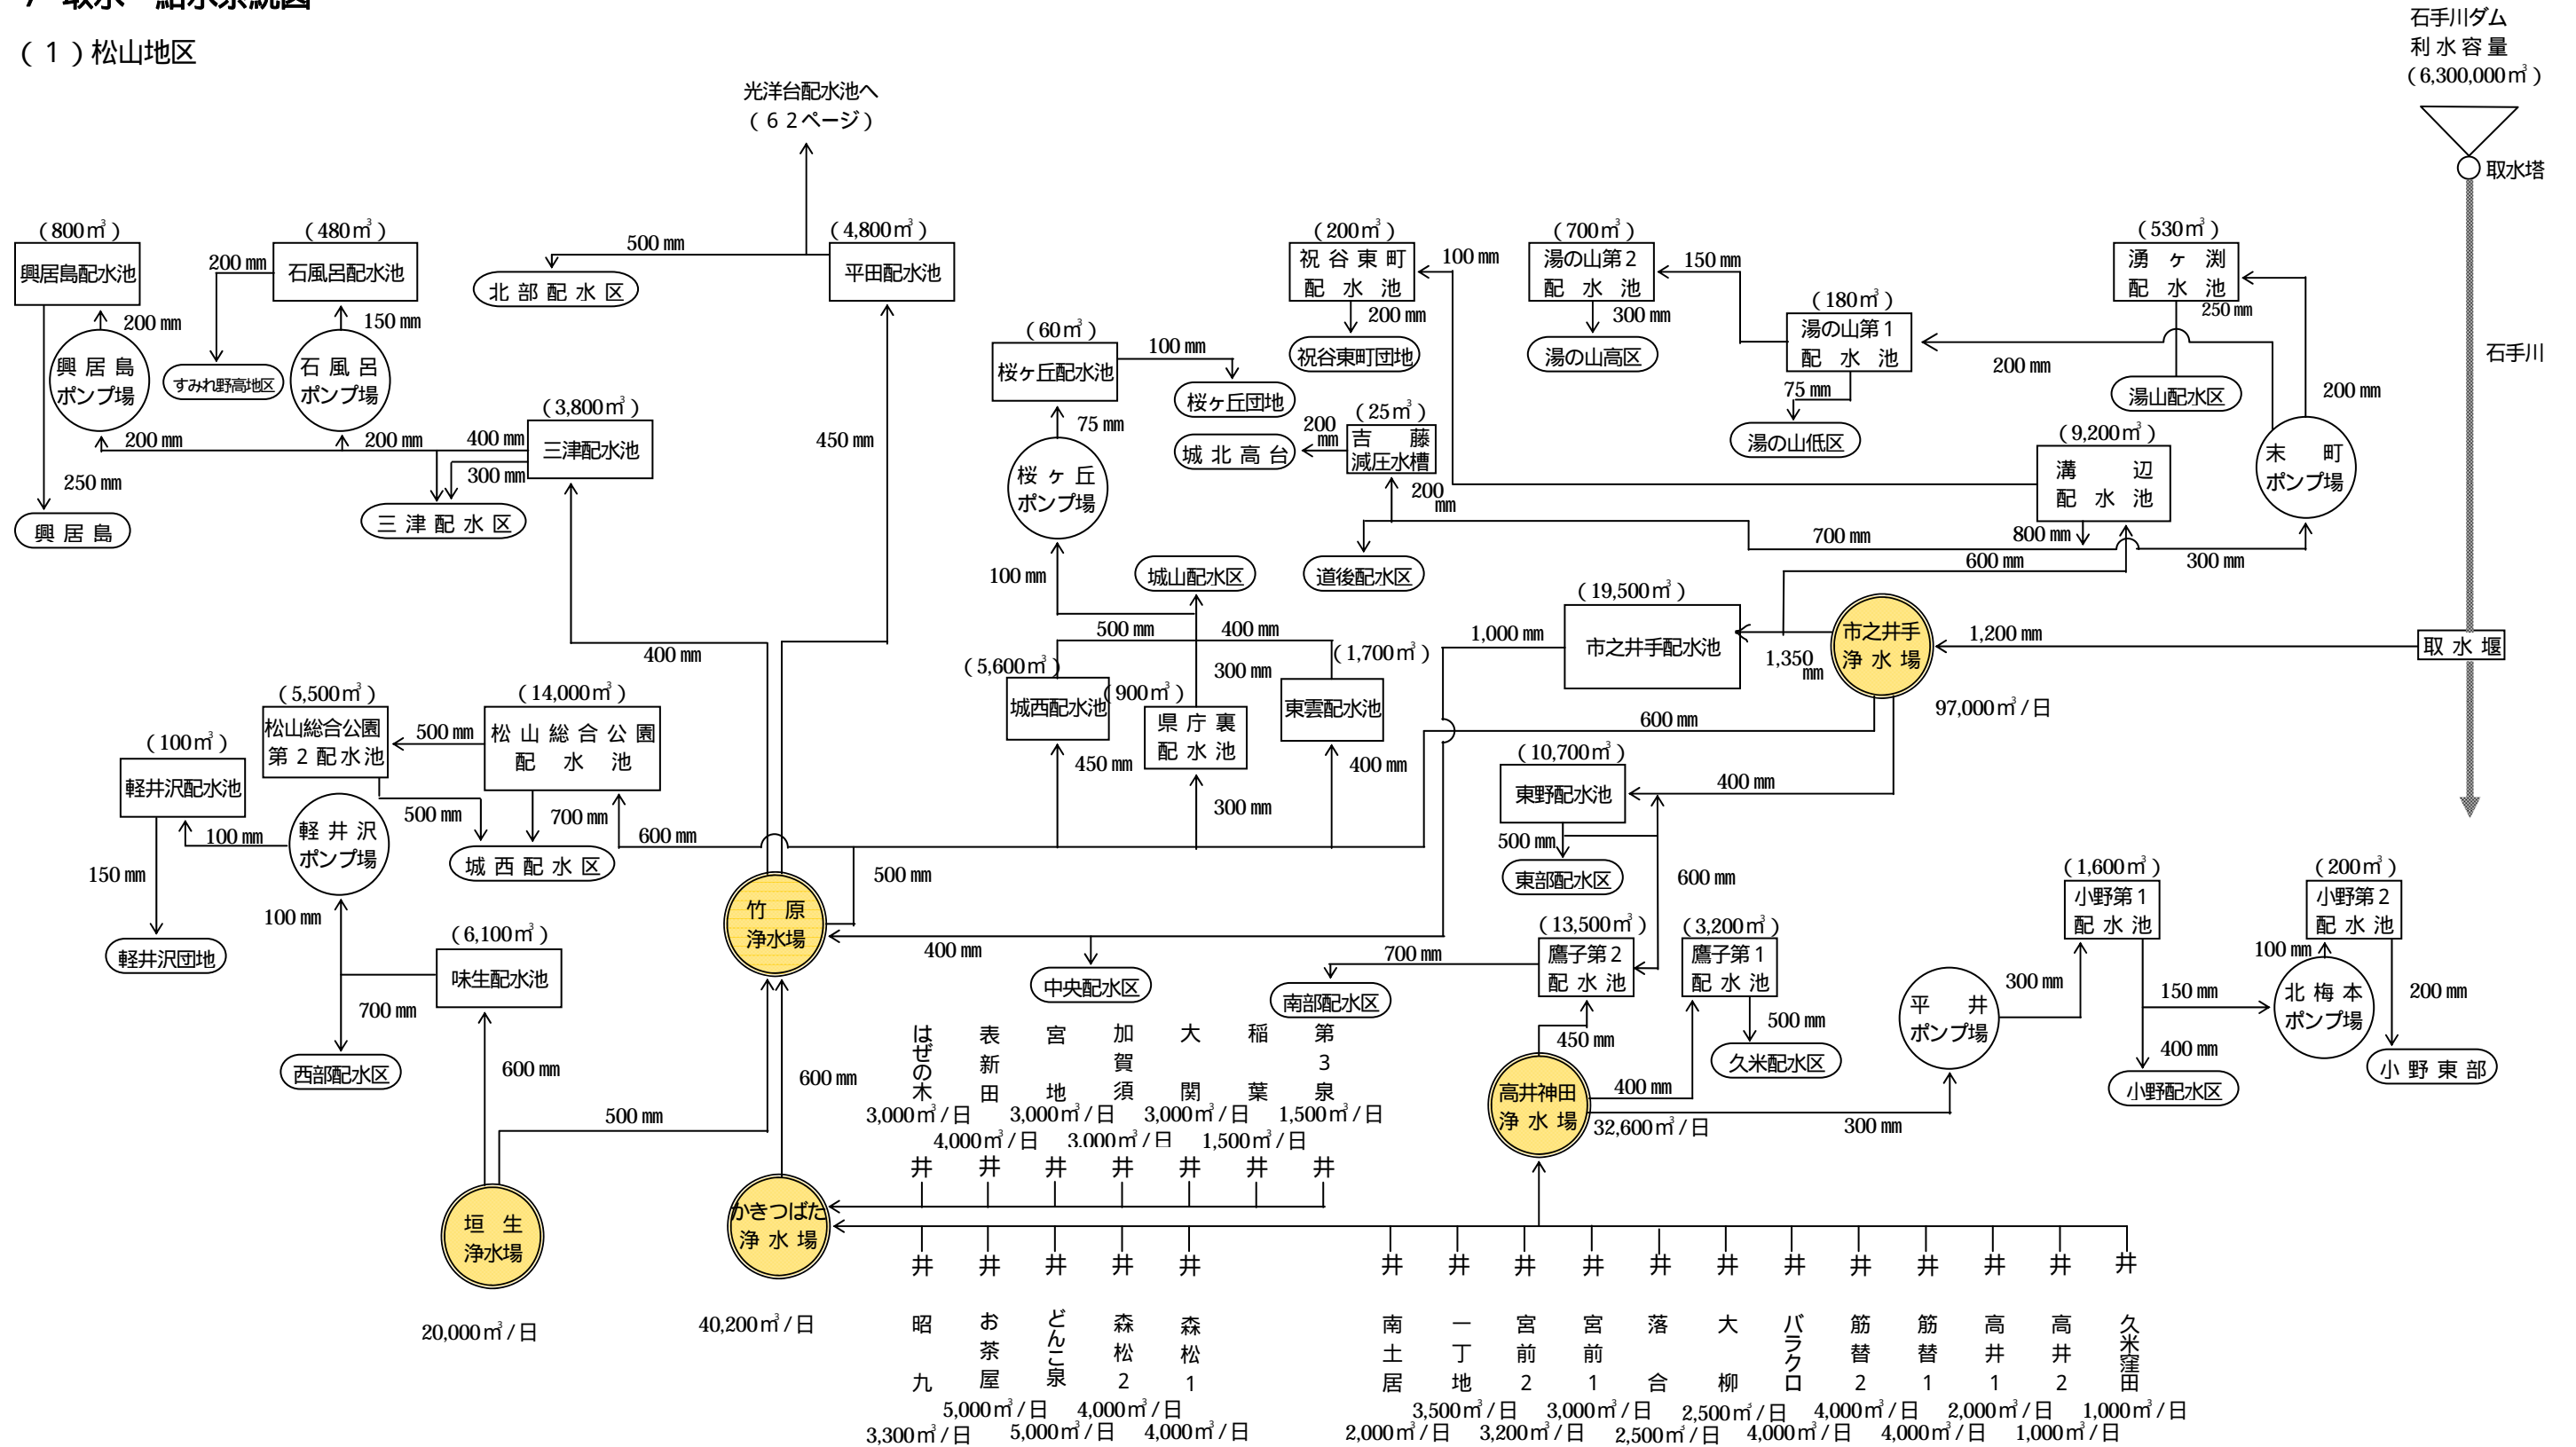 7 取水・給水系統図
(1)松山地区
石手川ダム
利水容量
(6,300,000㎥)
取水塔
石手川
取水堰
光洋台配水池へ
(62ページ)
(800㎥)
興居島配水池
200㎜
興居島
ポンプ場
200㎜
250㎜
興居島
(480㎥)
石風呂配水池
200㎜
すみれ野高地区
150㎜
石風呂
ポンプ場
200㎜
400㎜
300㎜
(3,800㎥)
三津配水池
三津配水区
400㎜
500㎜
北部配水区
(4,800㎥)
平田配水池
450㎜
(60㎥)
桜ヶ丘配水池
100㎜
桜ヶ丘団地
75㎜
桜ヶ丘
ポンプ場
100㎜
(200㎥)
祝谷東町
配水池
100㎜
200㎜
祝谷東町団地
(25㎥)
吉藤
減圧水槽
200
㎜
城北高台
200
㎜
道後配水区
(700㎥)
湯の山第2
配水池
150㎜
300㎜
湯の山高区
(180㎥)
湯の山第1
配水池
200㎜
75㎜
湯の山低区
(530㎥)
湧ヶ渕
配水池
250㎜
湯山配水区
200㎜
末町
ポンプ場
300㎜
(9,200㎥)
溝辺
配水池
800㎜
700㎜
600㎜
城山配水区
500㎜
400㎜
300㎜
(5,600㎥)
城西配水池
450㎜
(900㎥)
県庁裏
配水池
300㎜
(1,700㎥)
東雲配水池
400㎜
1,000㎜
(19,500㎥)
市之井手配水池
1,350
㎜
市之井手
浄水場
1,200㎜
97,000㎥/日
600㎜
400㎜
(5,500㎥)
松山総合公園
第2配水池
500㎜
(14,000㎥)
松山総合公園
配水池
500㎜
700㎜
600㎜
城西配水区
(100㎥)
軽井沢配水池
100㎜
軽井沢
ポンプ場
150㎜
軽井沢団地
100㎜
(6,100㎥)
味生配水池
700㎜
西部配水区
600㎜
500㎜
垣生
浄水場
20,000㎥/日
竹原
浄水場
500㎜
400㎜
中央配水区
600㎜
かきつばた
浄水場
40,200㎥/日
(10,700㎥)
東野配水池
500㎜
東部配水区
600㎜
(13,500㎥)
鷹子第2
配水池
700㎜
南部配水区
450㎜
(3,200㎥)
鷹子第1
配水池
500㎜
久米配水区
400㎜
高井神田
浄水場
32,600㎥/日
300㎜
平井
ポンプ場
300㎜
(1,600㎥)
小野第1
配水池
150㎜
400㎜
小野配水区
(200㎥)
小野第2
配水池
100㎜
北梅本
ポンプ場
200㎜
小野東部
はぜの木
表新田
宮地
加賀須
大関
稲葉
第3泉
3,000㎥/日
3,000㎥/日
3,000㎥/日
1,500㎥/日
4,000㎥/日
3,000㎥/日
1,500㎥/日
井 井 井 井 井 井 井
井 井 井 井 井
井 井 井 井 井 井 井 井 井 井 井 井
昭九
お茶屋
どんこ泉
森松2
森松1
5,000㎥/日
4,000㎥/日
3,300㎥/日
5,000㎥/日
4,000㎥/日
南土居
一丁地
宮前2
宮前1
落合
大柳
バラクロ
筋替2
筋替1
高井1
高井2
久米窪田
3,500㎥/日
3,000㎥/日
2,500㎥/日
4,000㎥/日
2,000㎥/日
1,000㎥/日
2,000㎥/日
3,200㎥/日
2,500㎥/日
4,000㎥/日
4,000㎥/日
1,000㎥/日